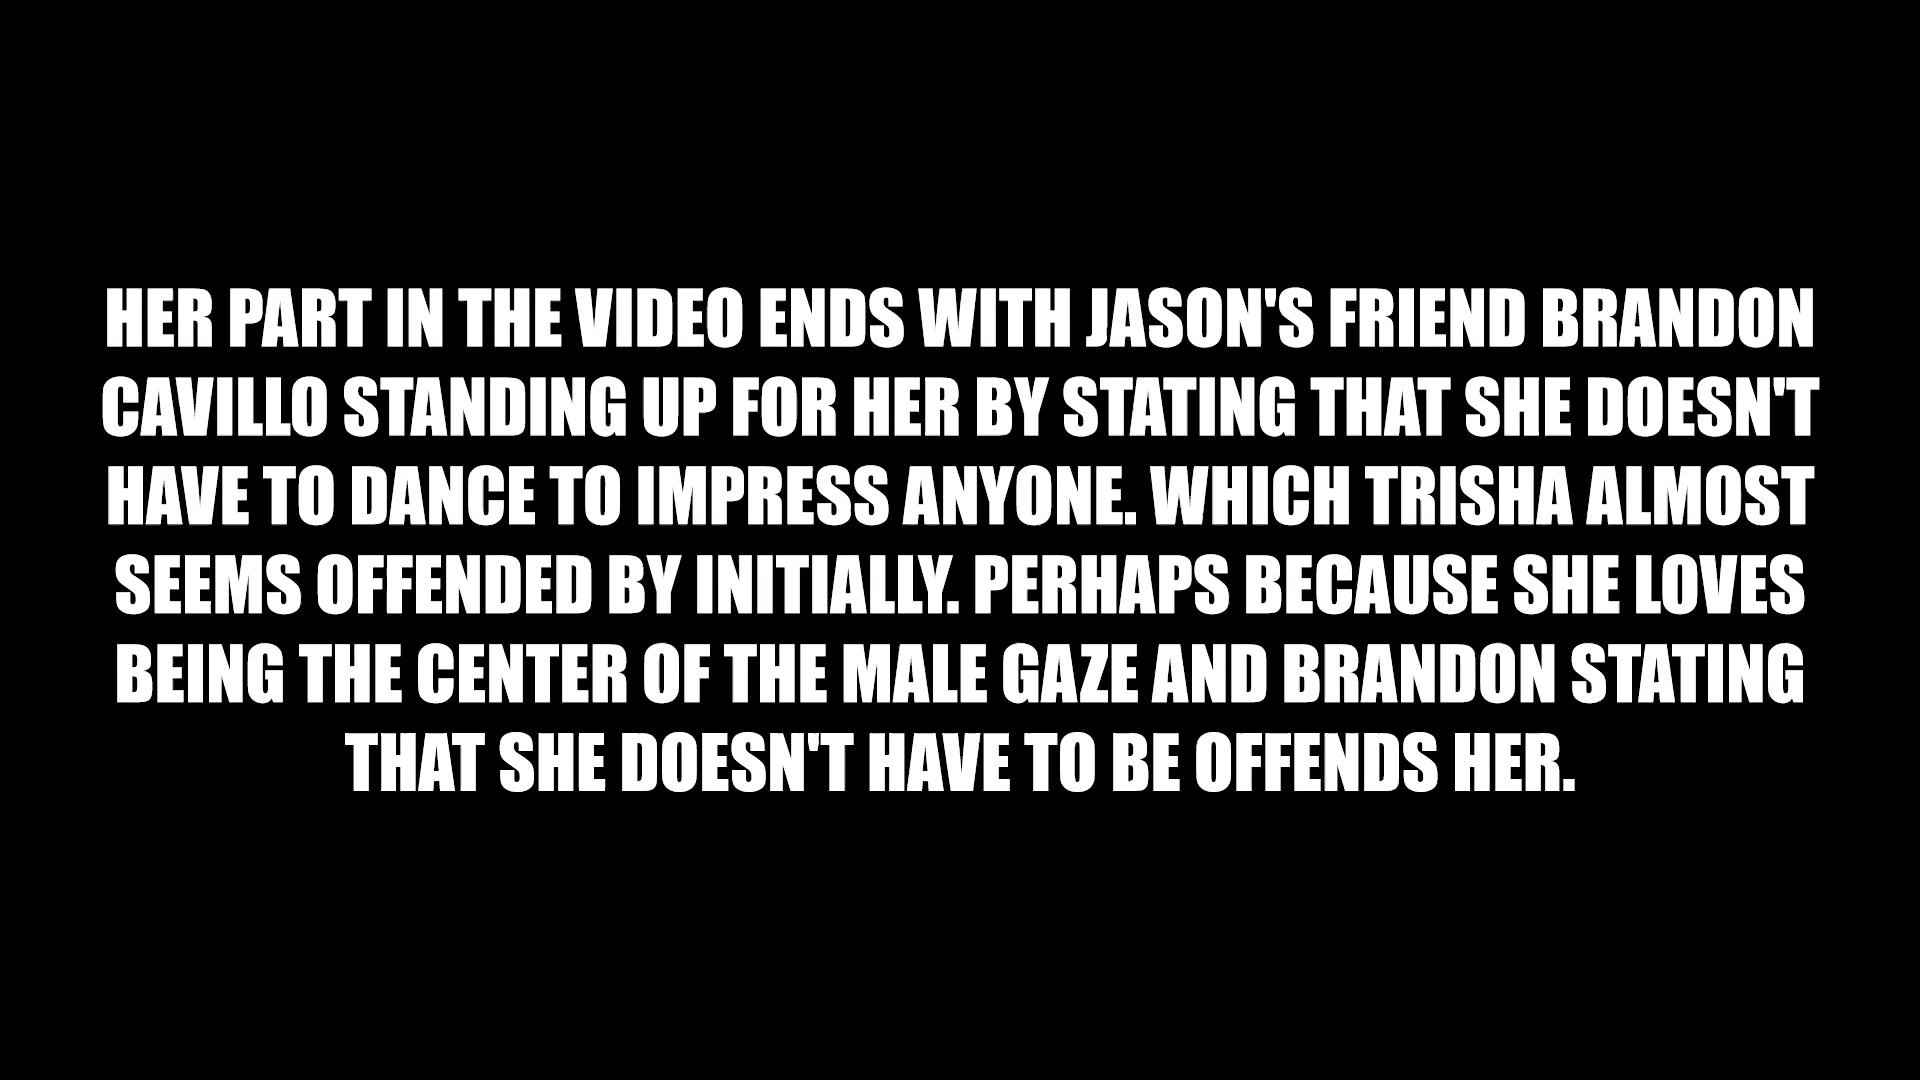 HER PART IN THE VIDEO ENDS WITH JASON'S FRIEND BRANDON
CAVILLO STANDING UP FOR HER BY STATING THAT SHE DOESN'T
HAVE TO DANCE TO IMPRESS ANYONE. WHICH TRISHA ALMOST
SEEMS OFFENDED BY INITIALLY. PERHAPS BECAUSE SHE LOVES
BEING THE CENTER OF THE MALE GAZE AND BRANDON STATING
THAT SHE DOESN'T HAVE TO BE OFFENDS HER.